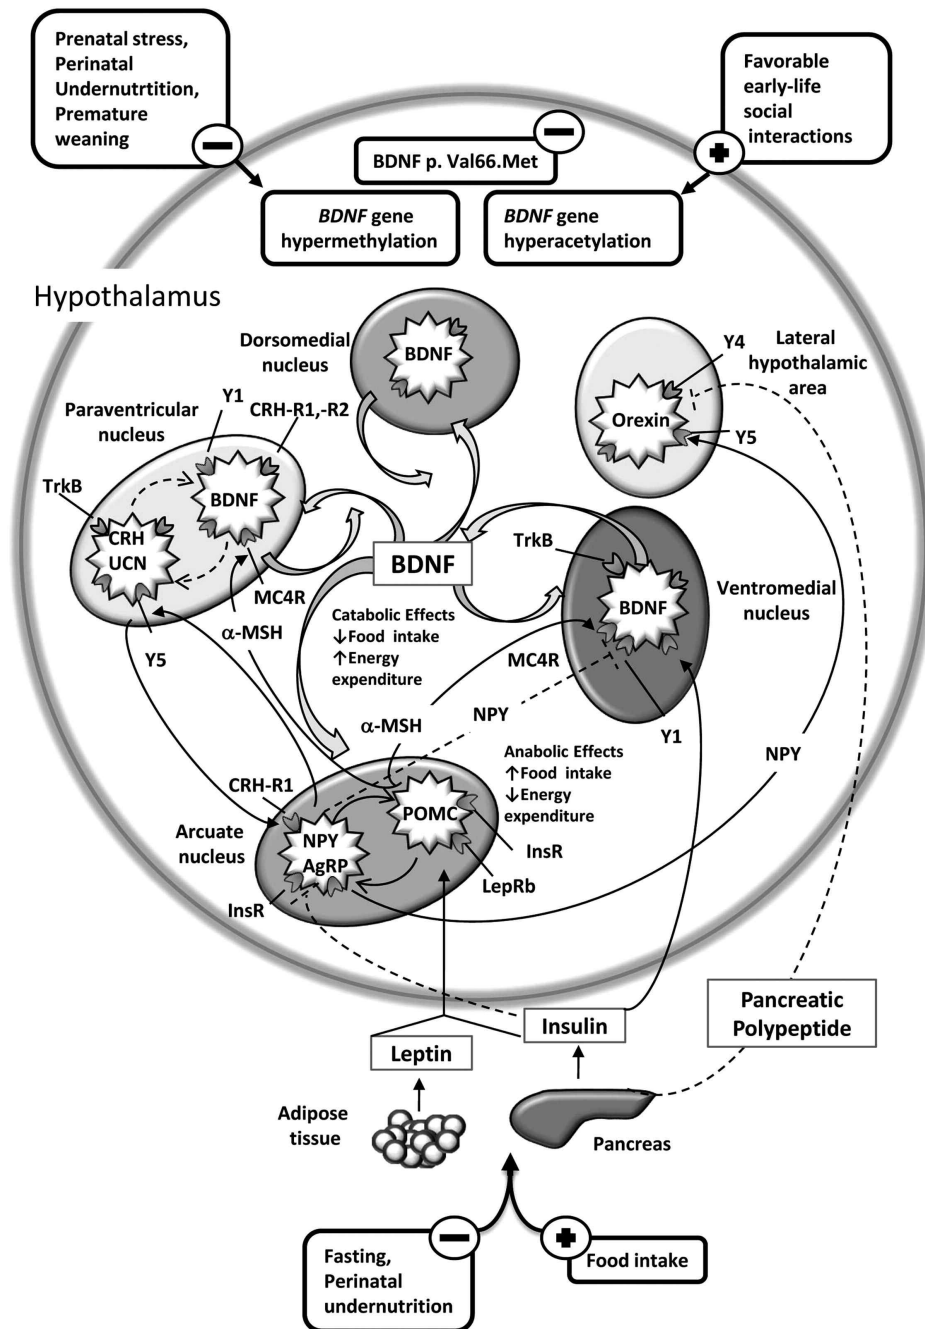 Prenatal stress,
Perinatal
Undernutrtition,
Premature
weaning
Favorable
early-life
social
interactions
BDNF p. Val66.Met
BDNF gene
hypermethylation
BDNF gene
hyperacetylation
Hypothalamus
Dorsomedial
nucleus
BDNF
Y4
Lateral
hypothalamic
area
Orexin
Y5
Paraventricular
nucleus
Y1
CRH-R1,-R2
TrkB
BDNF
CRH
UCN
MC4R
α-MSH
Y5
BDNF
TrkB
BDNF
Ventromedial
nucleus
Catabolic Effects
↓Food intake
↑Energy
expenditure
MC4R
α-MSH
NPY
Y1
NPY
Anabolic Effects
↑Food intake
↓Energy
expenditure
CRH-R1
Arcuate
nucleus
NPY
AgRP
POMC
InsR
LepRb
InsR
Insulin
Leptin
Pancreatic
Polypeptide
Adipose
tissue
Pancreas
Fasting,
Perinatal
undernutrition
Food intake